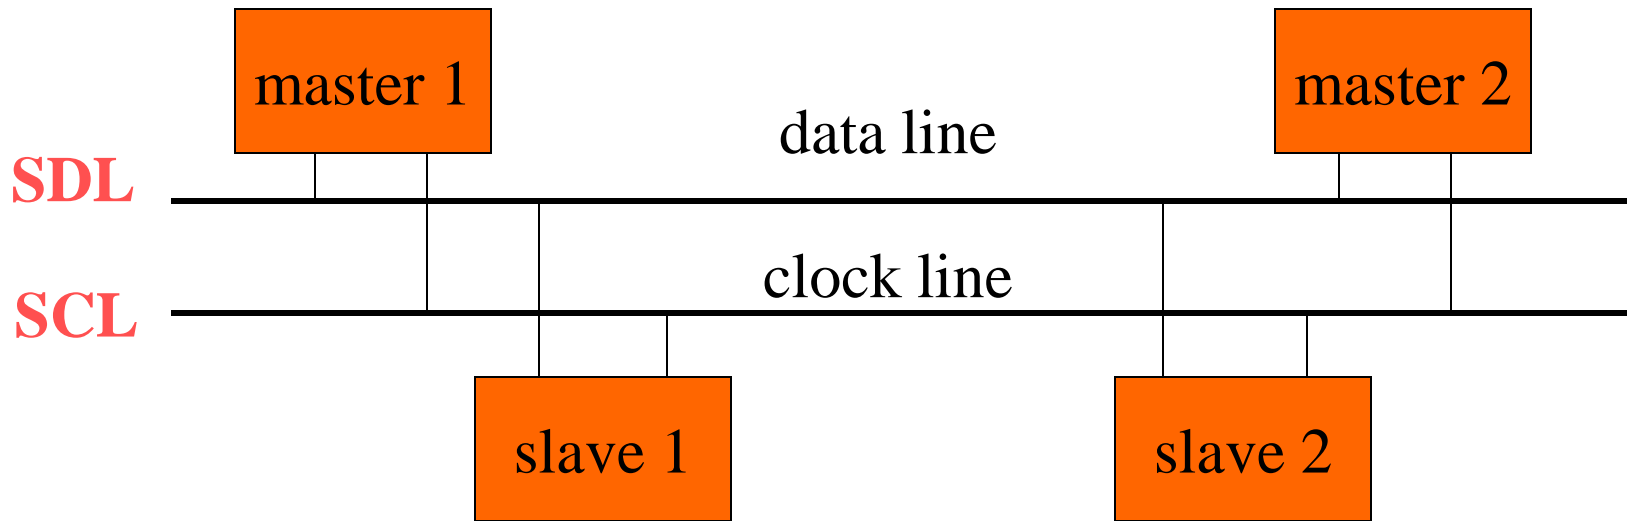 master 1
master 2
data line
SDL
clock line
SCL
slave 1
slave 2